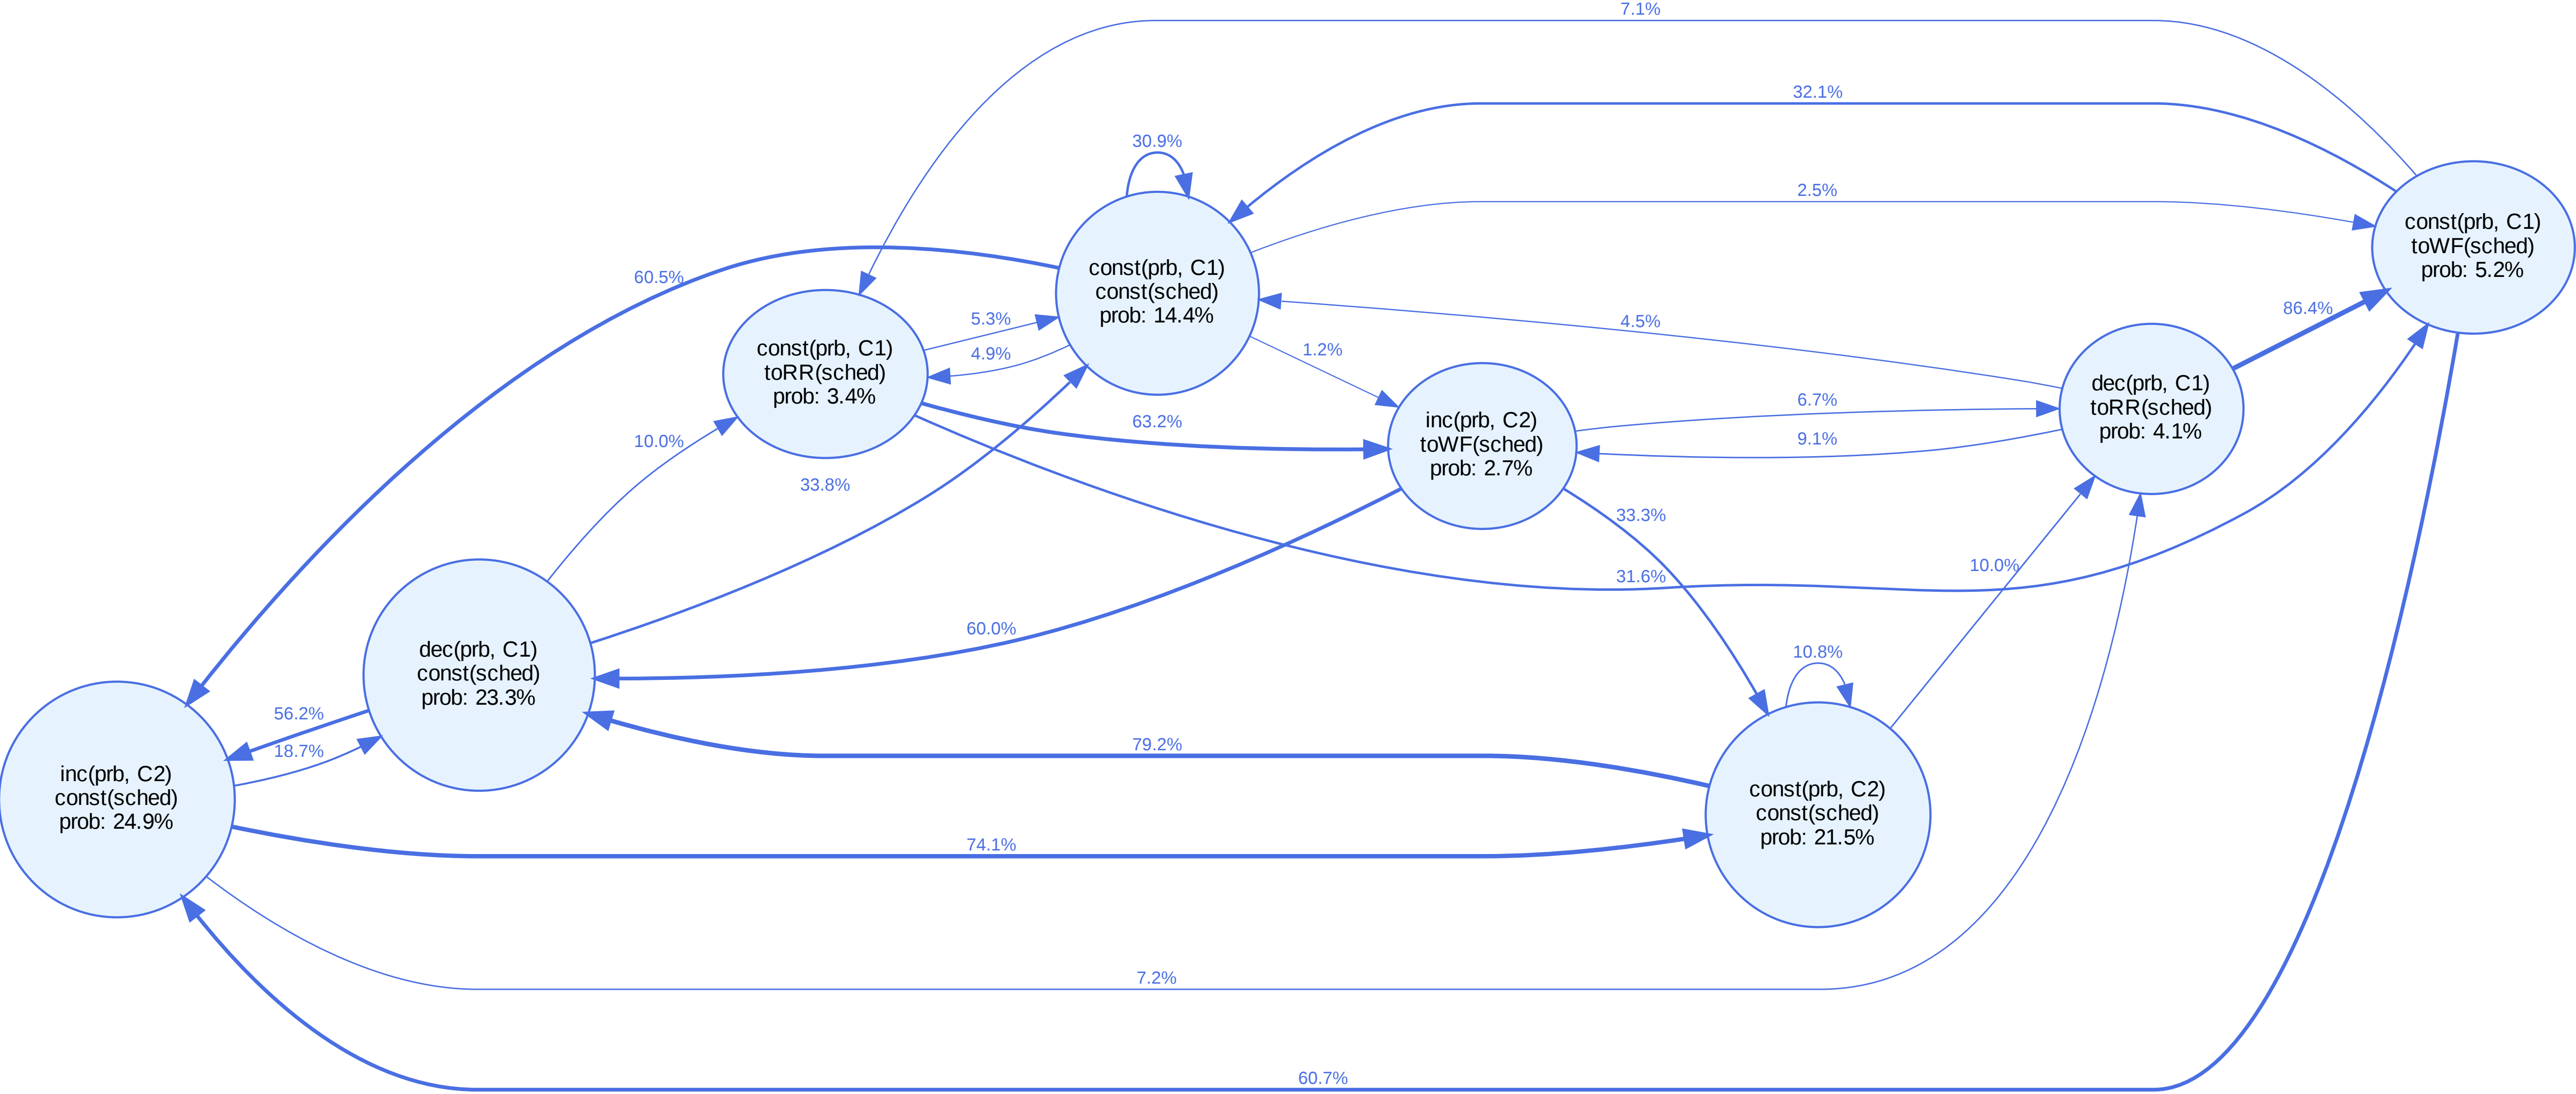 7.1%
32.1%
30.9%
2.5%
const(prb, C1)
toWF(sched)
prob: 5.2%
60.5%
const(prb, C1)
const(sched)
prob: 14.4%
86.4%
5.3%
4.9%
4.5%
1.2%
const(prb, C1)
toRR(sched)
prob: 3.4%
dec(prb, C1)
toRR(sched)
prob: 4.1%
6.7%
9.1%
63.2%
inc(prb, C2)
toWF(sched)
prob: 2.7%
10.0%
33.8%
33.3%
10.0%
31.6%
60.0%
10.8%
dec(prb, C1)
const(sched)
prob: 23.3%
56.2%
18.7%
79.2%
inc(prb, C2)
const(sched)
prob: 24.9%
const(prb, C2)
const(sched)
prob: 21.5%
74.1%
7.2%
60.7%